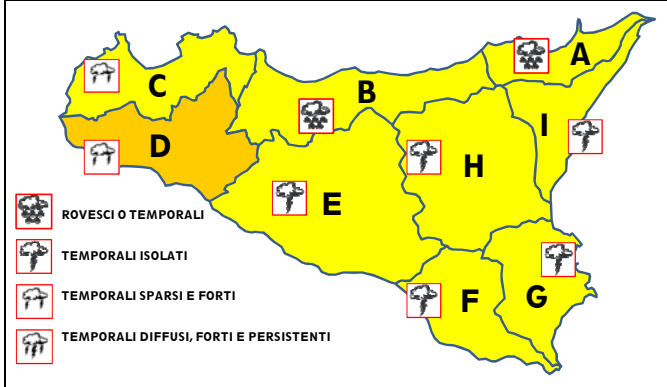 A
C
B
I
D
H
E
ROVESCI O TEMPORALI
TEMPORALI ISOLATI
TEMPORALI SPARSI E FORTI
F
G
TEMPORALI DIFFUSI, FORTI E PERSISTENTI